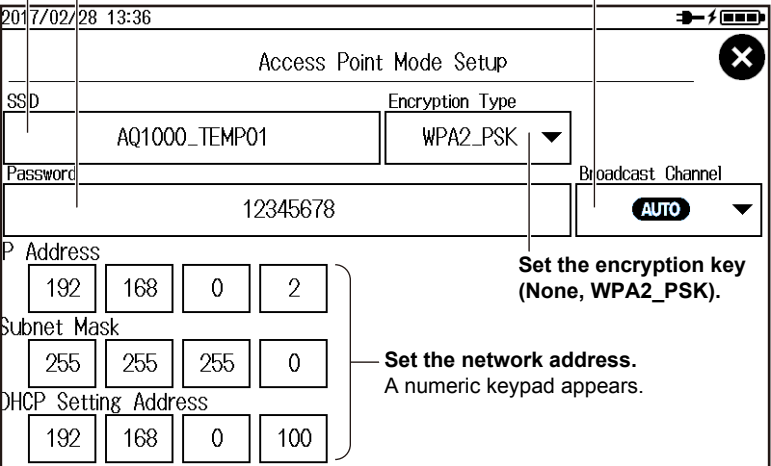 2017/02/28 13:36
Access Point Mode Setup
SSID Encryption Type
AQ1000_TEMP01 WPA2_PSK
Password Broadcast Channel
12345678 AUTO
P Address
192 168 0 2
Set the encryption key
(None, WPA2_PSK).
Subnet Mask
255 255 255 0
Set the network address.
A numeric keypad appears.
DHCP Setting Address
192 168 0 100